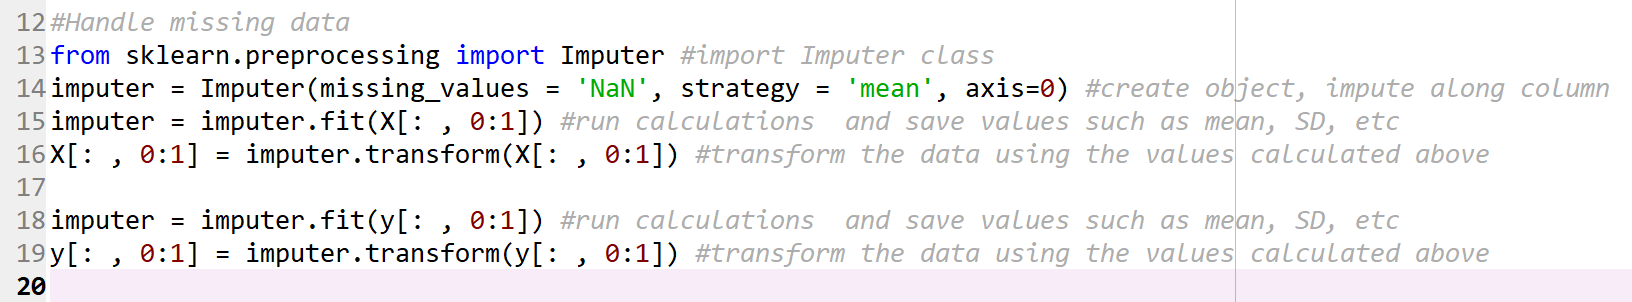 12 #Handle missing data
13 from sklearn.preprocessing import Imputer #import Imputer class
14 imputer = Imputer(missing_values = 'NaN', strategy = 'mean', axis=0) #create object, impute along column
15 imputer = imputer.fit(X[: , 0:1]) #run calculations  and save values such as mean, SD, etc
16 X[: , 0:1] = imputer.transform(X[: , 0:1]) #transform the data using the values calculated above
17
18 imputer = imputer.fit(y[: , 0:1]) #run calculations  and save values such as mean, SD, etc
19 y[: , 0:1] = imputer.transform(y[: , 0:1]) #transform the data using the values calculated above
20